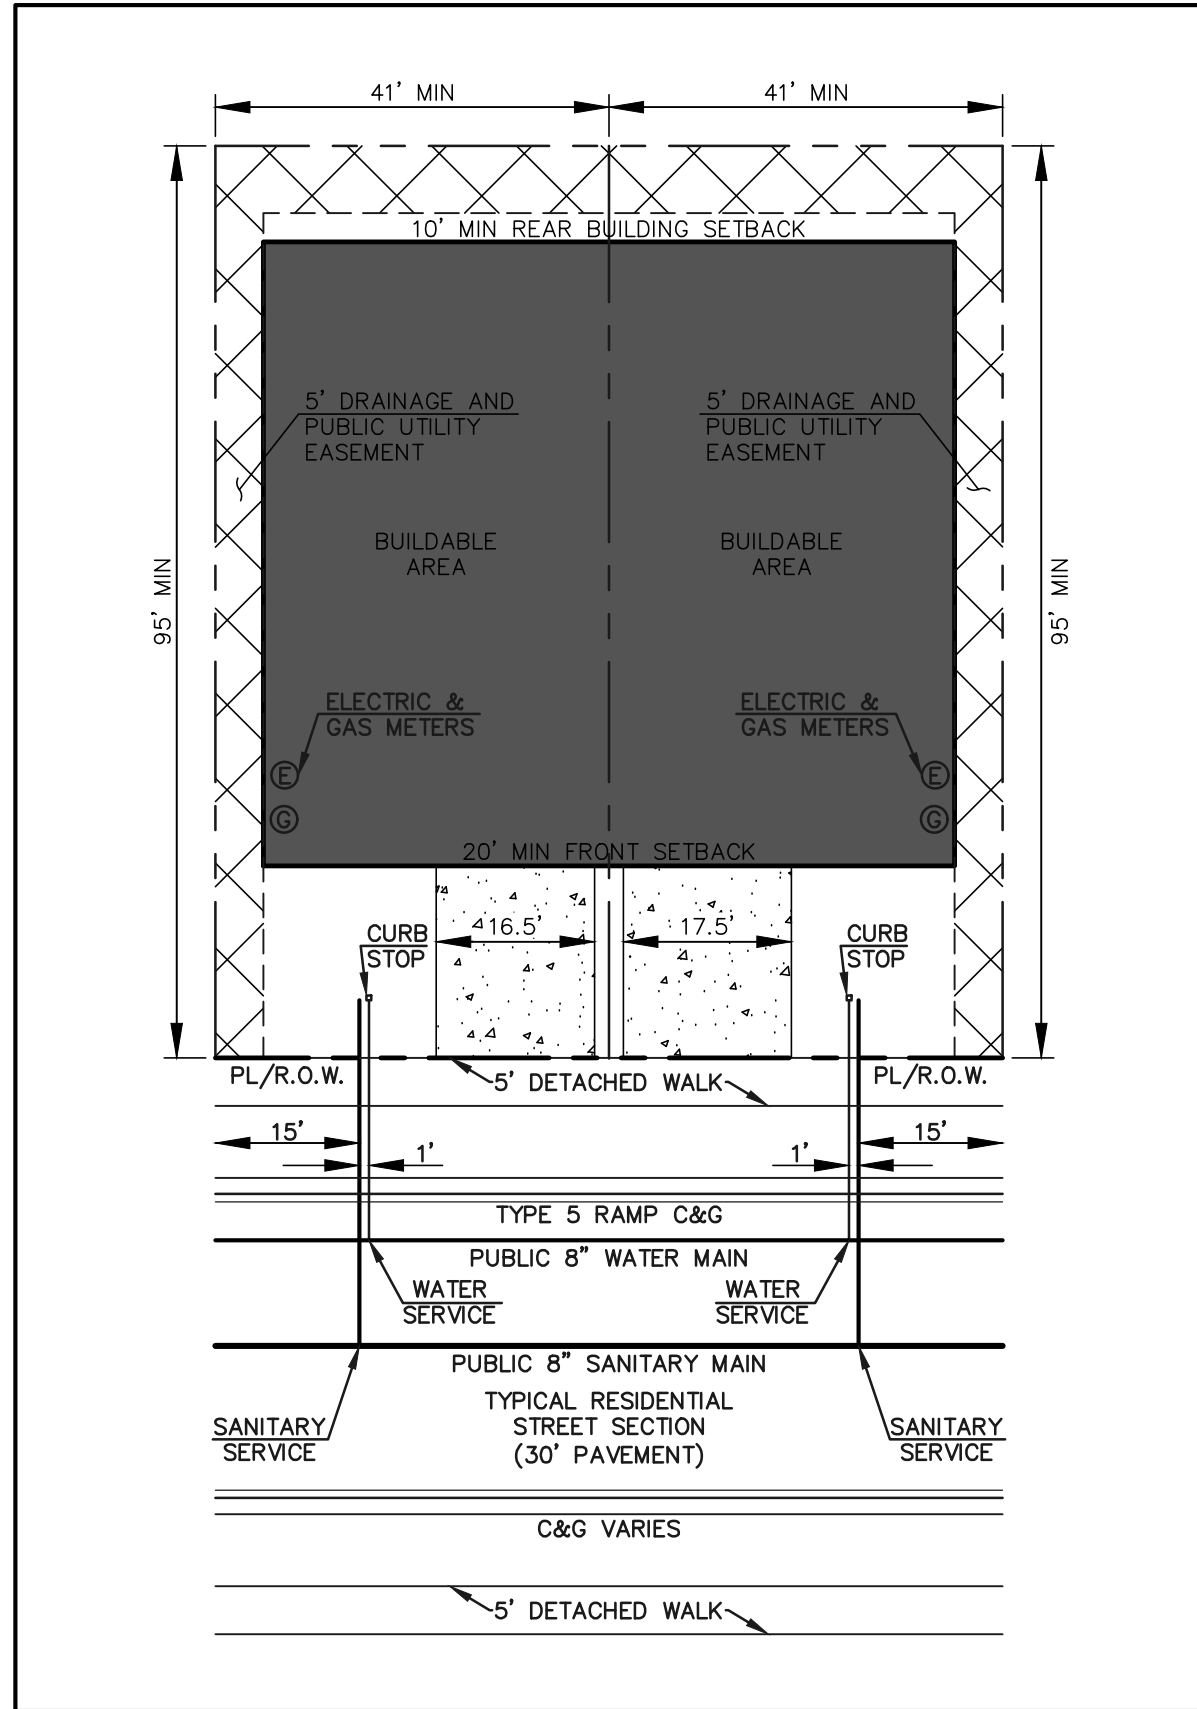 41' MIN
41' MIN
10' MIN REAR BUILDING SETBACK
5' DRAINAGE AND
PUBLIC UTILITY
EASEMENT
5' DRAINAGE AND
PUBLIC UTILITY
EASEMENT
BUILDABLE
AREA
BUILDABLE
AREA
95' MIN
95' MIN
ELECTRIC &
GAS METERS
ELECTRIC &
GAS METERS
E
E
G
G
20' MIN FRONT SETBACK
16.5'
17.5'
CURB
STOP
CURB
STOP
PL/R.O.W.
5' DETACHED WALK
PL/R.O.W.
15'
15'
1'
1'
TYPE 5 RAMP C&G
PUBLIC 8" WATER MAIN
WATER
SERVICE
WATER
SERVICE
PUBLIC 8" SANITARY MAIN
TYPICAL RESIDENTIAL
STREET SECTION
(30' PAVEMENT)
SANITARY
SERVICE
SANITARY
SERVICE
C&G VARIES
5' DETACHED WALK